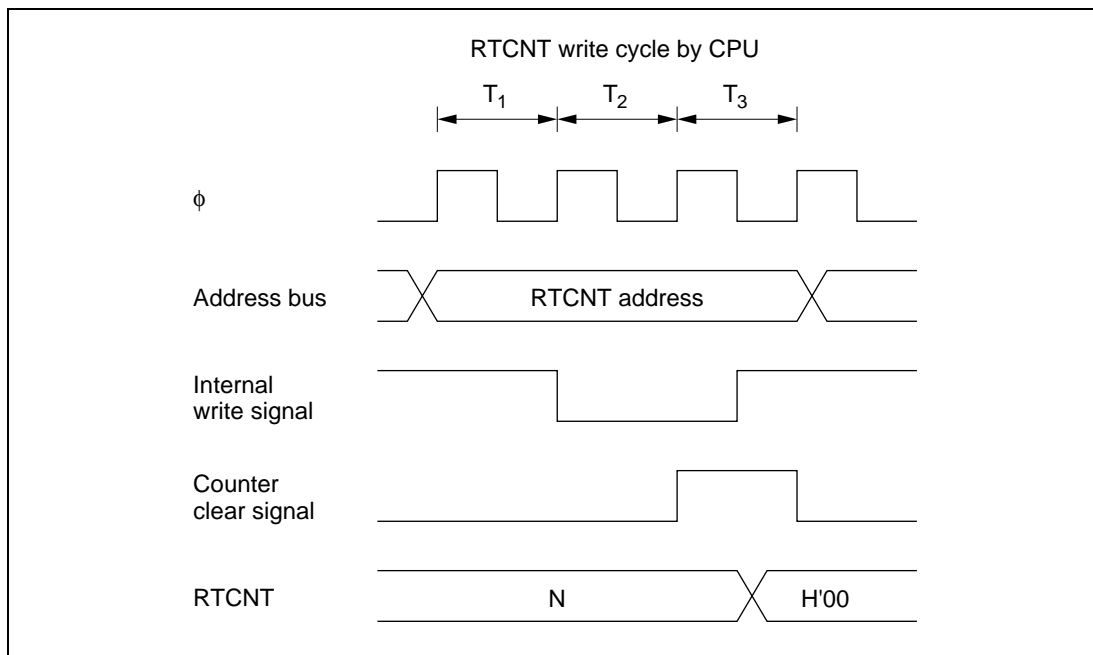 RTCNT write cycle by CPU
T1 T2 T3
φ
Address bus
RTCNT address
Internal
write signal
Counter
clear signal
RTCNT
N
H'00